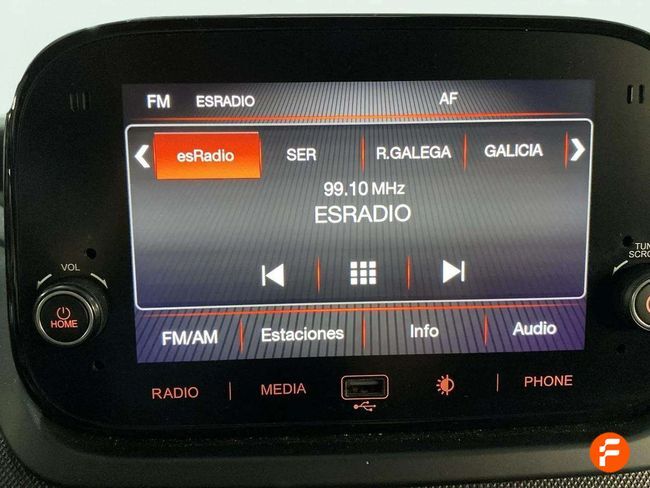 FM ESRADIO AF
esRadio SER R.GALEGA GALICIA
99.10 MHz
ESRADIO
VOL
HOME
FM/AM Estaciones Info Audio
RADIO MEDIA PHONE